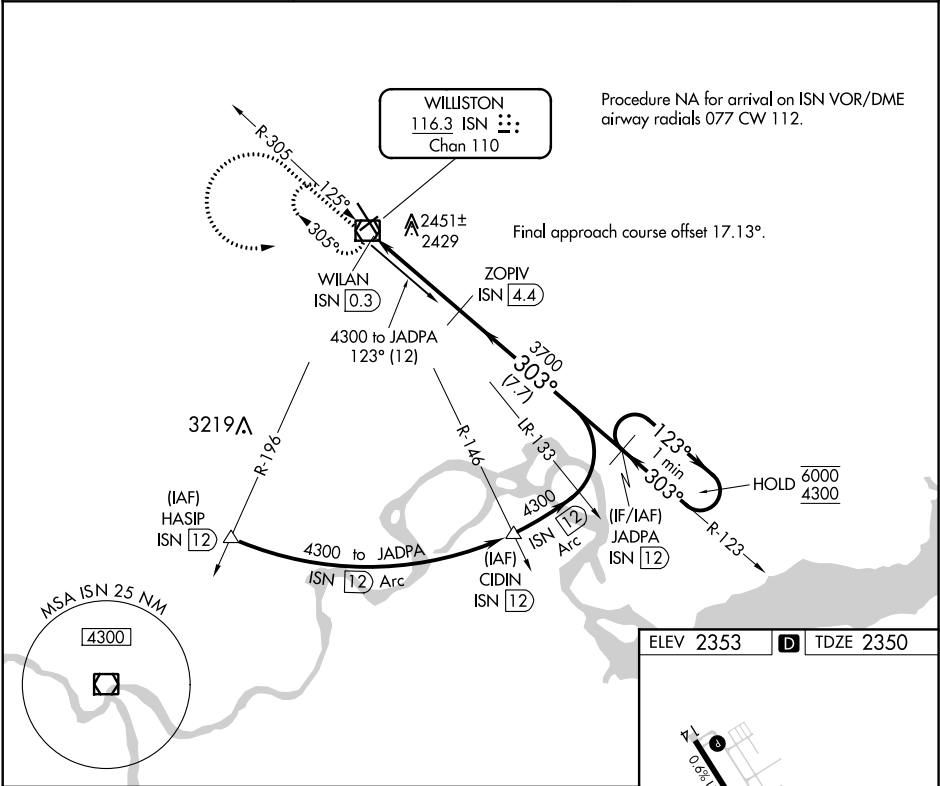 WILLISTON
116.3 ISN
Chan 110
Procedure NA for arrival on ISN VOR/DME
airway radials 077 CW 112.
R-305
125°
305°
2451±
2429
Final approach course offset 17.13°.
WILAN
ISN 0.3
ZOPIV
ISN 4.4
4300 to JADPA
123° (12)
3700
303°
(7.7)
3219
R-196
R-146
LR-133
123°
1 min
303°
HOLD 6000
4300
(IAF)
HASIP
ISN 12
4300
ISN 12
Arc
(IF/IAF)
JADPA
ISN 12
R-123
4300 to JADPA
ISN 12 Arc
(IAF)
CIDIN
ISN 12
MSA ISN 25 NM
4300
ELEV 2353 D TDZE 2350
14
P
0.6%